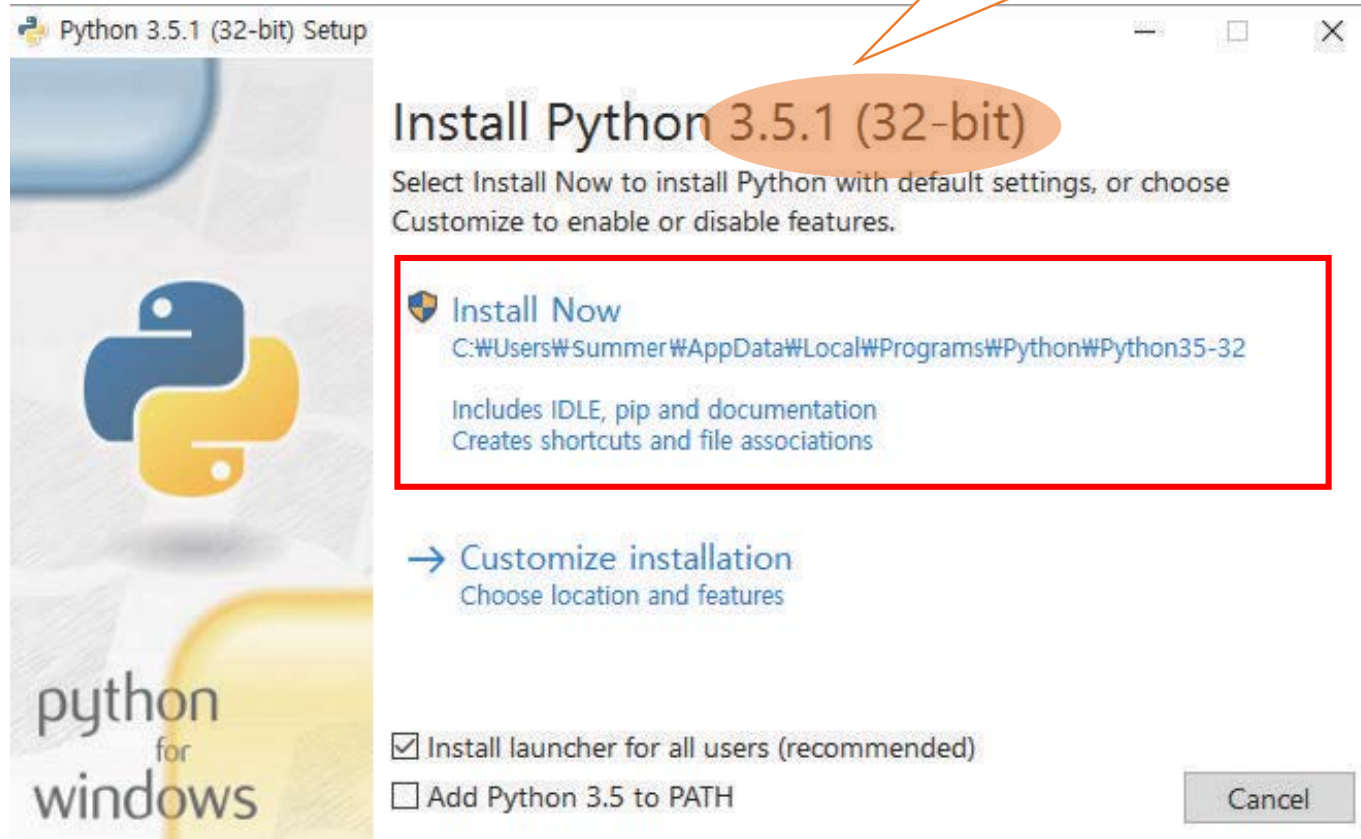 Python 3.5.1 (32-bit) Setup
Install Python 3.5.1 (32-bit)
Select Install Now to install Python with default settings, or choose
Customize to enable or disable features.
Install Now
C:₩Users₩summer₩AppData₩Local₩Programs₩Python₩Python35-32
Includes IDLE, pip and documentation
Creates shortcuts and file associations
Customize installation
Choose location and features
python
for
windows
Install launcher for all users (recommended)
Add Python 3.5 to PATH
Cancel